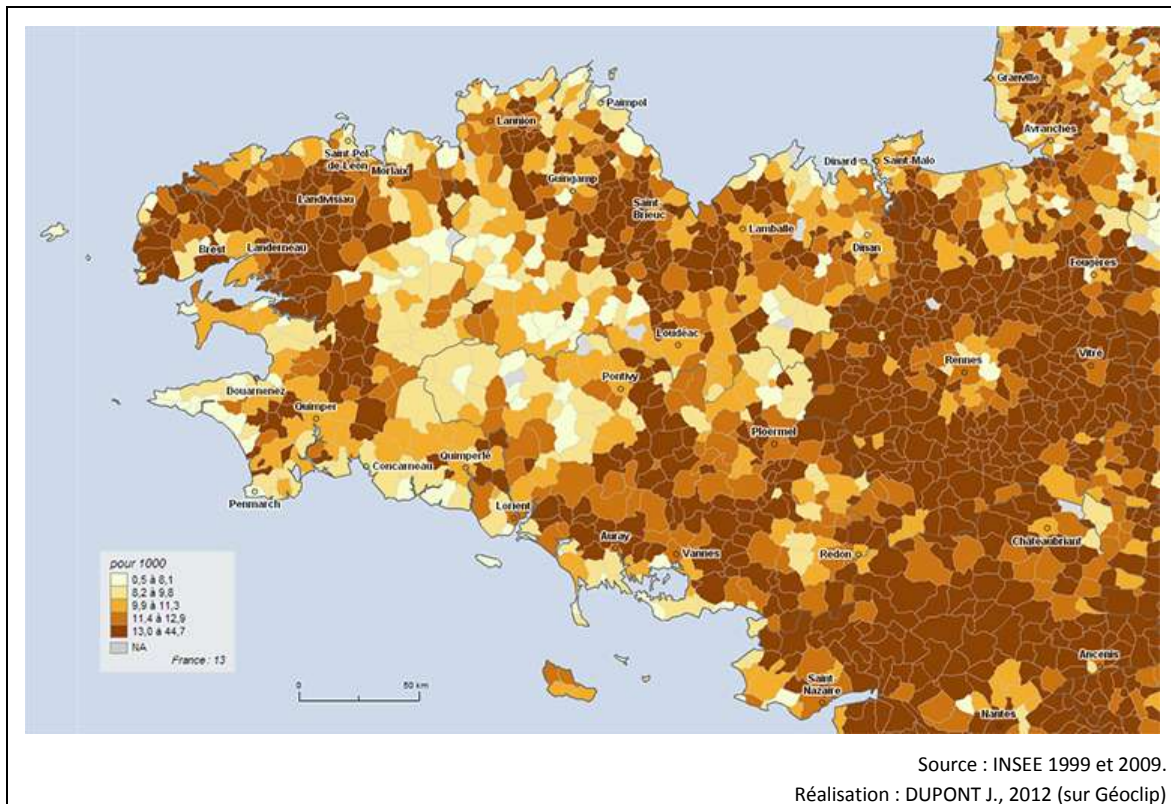 Granville
Paimpol
Lannion
Avranches
Saint-Pol
de-Léon
Morlaix
Dinard
Saint-Malo
Guingamp
Landivisiau
Saint
Brieuc
Lamballe
Dinan
Brest
Landerneau
Fougères
Loudéac
Rennes
Vitré
Pontivy
Douarnenez
Quimper
Ploermel
Concarneau
Quimperlé
Penmarch
Lorient
Auray
Vannes
Redon
Chateaubriant
pour 1000
0,5 à 8,1
8,2 à 9,8
9,9 à 11,3
11,4 à 12,9
13,0 à 44,7
NA
France : 13
Ancenis
0 50 km
Saint
Nazaire
Nantes
Source : INSEE 1999 et 2009.
Réalisation : DUPONT J., 2012 (sur Géoclip)